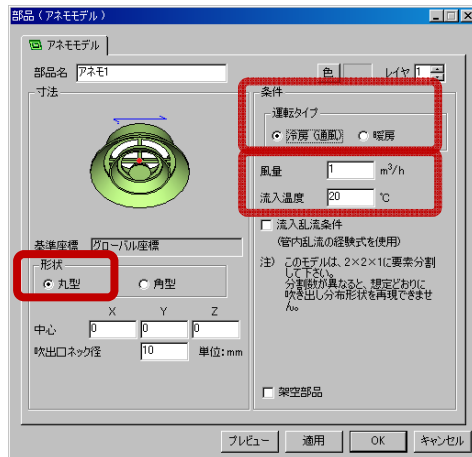 部品（アネモモデル）
アネモモデル
部品名 アネモ1 色 レイヤ 1
寸法
基準座標 グローバル座標
形状
丸型 角型
X Y Z
中心 0 0 0
吹出口ネック径 10 単位：mm
条件
運転タイプ
冷房（通風） 暖房
風量 1 m³/h
流入温度 20 ℃
流入乱流条件
（管内乱流の経験式を使用）
注） このモデルは、2×2×1に要素分割
して下さい。
分割数が異なると、想定どおりに
吹き出し分布形状を再現できませ
ん。
架空部品
プレビュー 適用 OK キャンセル